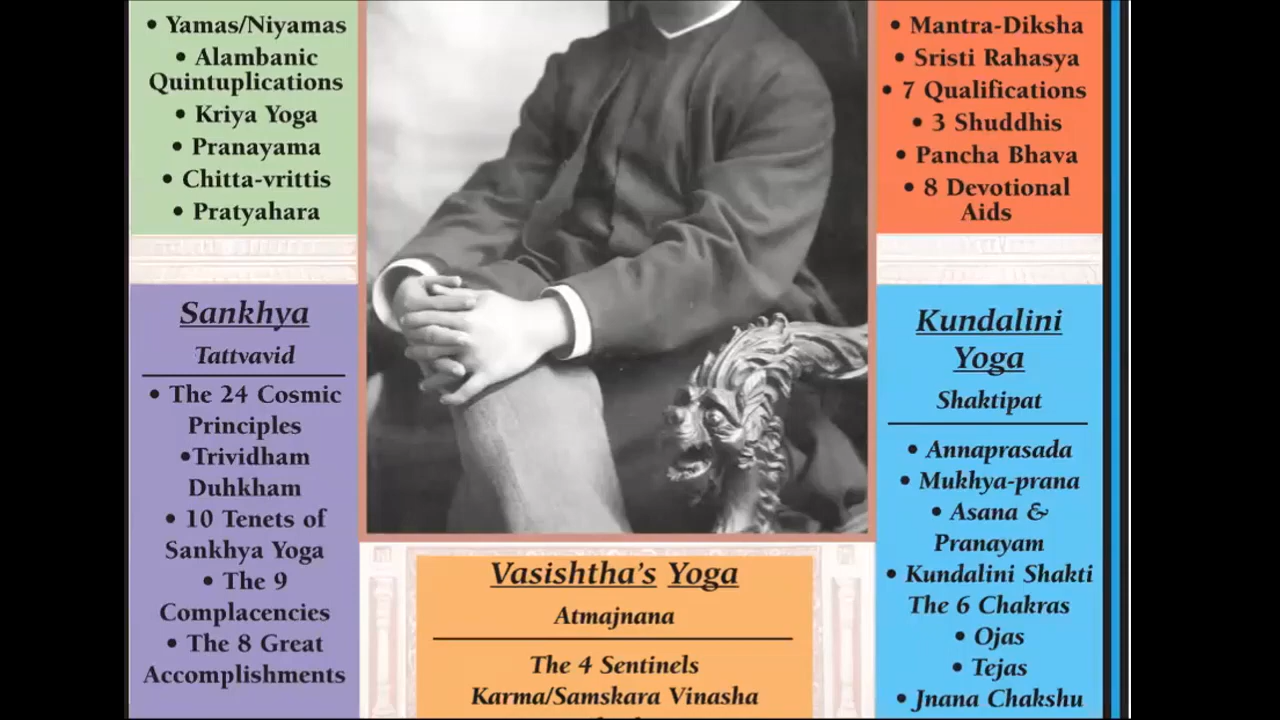 • Yamas/Niyamas
• Alambanic
Quintuplications
• Kriya Yoga
• Pranayama
• Chitta-vrittis
• Pratyahara
Sankhya
Tattvavid
• The 24 Cosmic
Principles
•Trividham
Duhkham
• 10 Tenets of
Sankhya Yoga
• The 9
Complacencies
• The 8 Great
Accomplishments
Vasishtha's Yoga
Atmajnana
The 4 Sentinels
Karma/Samskara Vinasha
• Mantra-Diksha
• Sristi Rahasya
• 7 Qualifications
• 3 Shuddhis
• Pancha Bhava
• 8 Devotional
Aids
Kundalini
Yoga
Shaktipat
• Annaprasada
• Mukhya-prana
• Asana &
Pranayam
• Kundalini Shakti
The 6 Chakras
• Ojas
• Tejas
• Jnana Chakshu